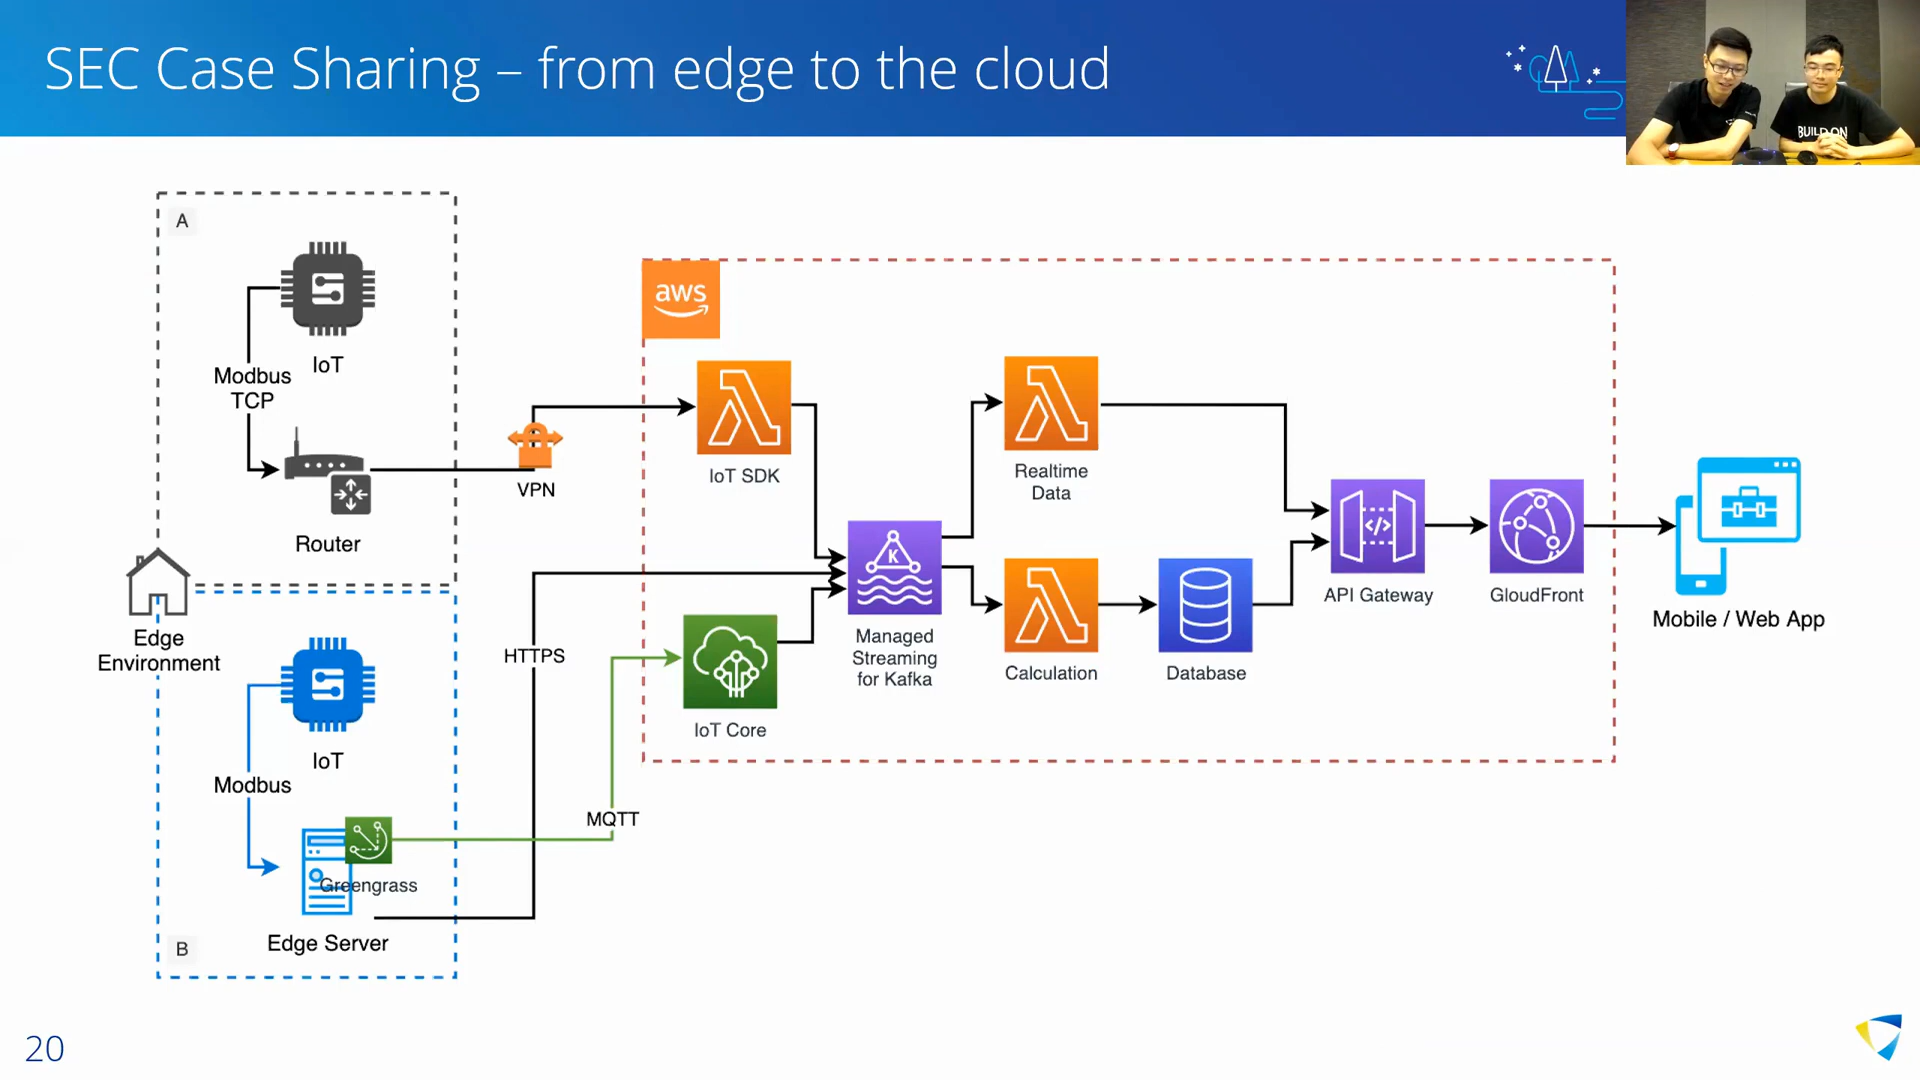 SEC Case Sharing – from edge to the cloud
BUILD ON
A
IoT
Modbus
TCP
Router
VPN
Edge
Environment
IoT
Modbus
Greengrass
Edge Server
B
HTTPS
MQTT
aws
IoT SDK
IoT Core
K
Managed
Streaming
for Kafka
Realtime
Data
Calculation
Database
</>
API Gateway
GloudFront
Mobile / Web App
20